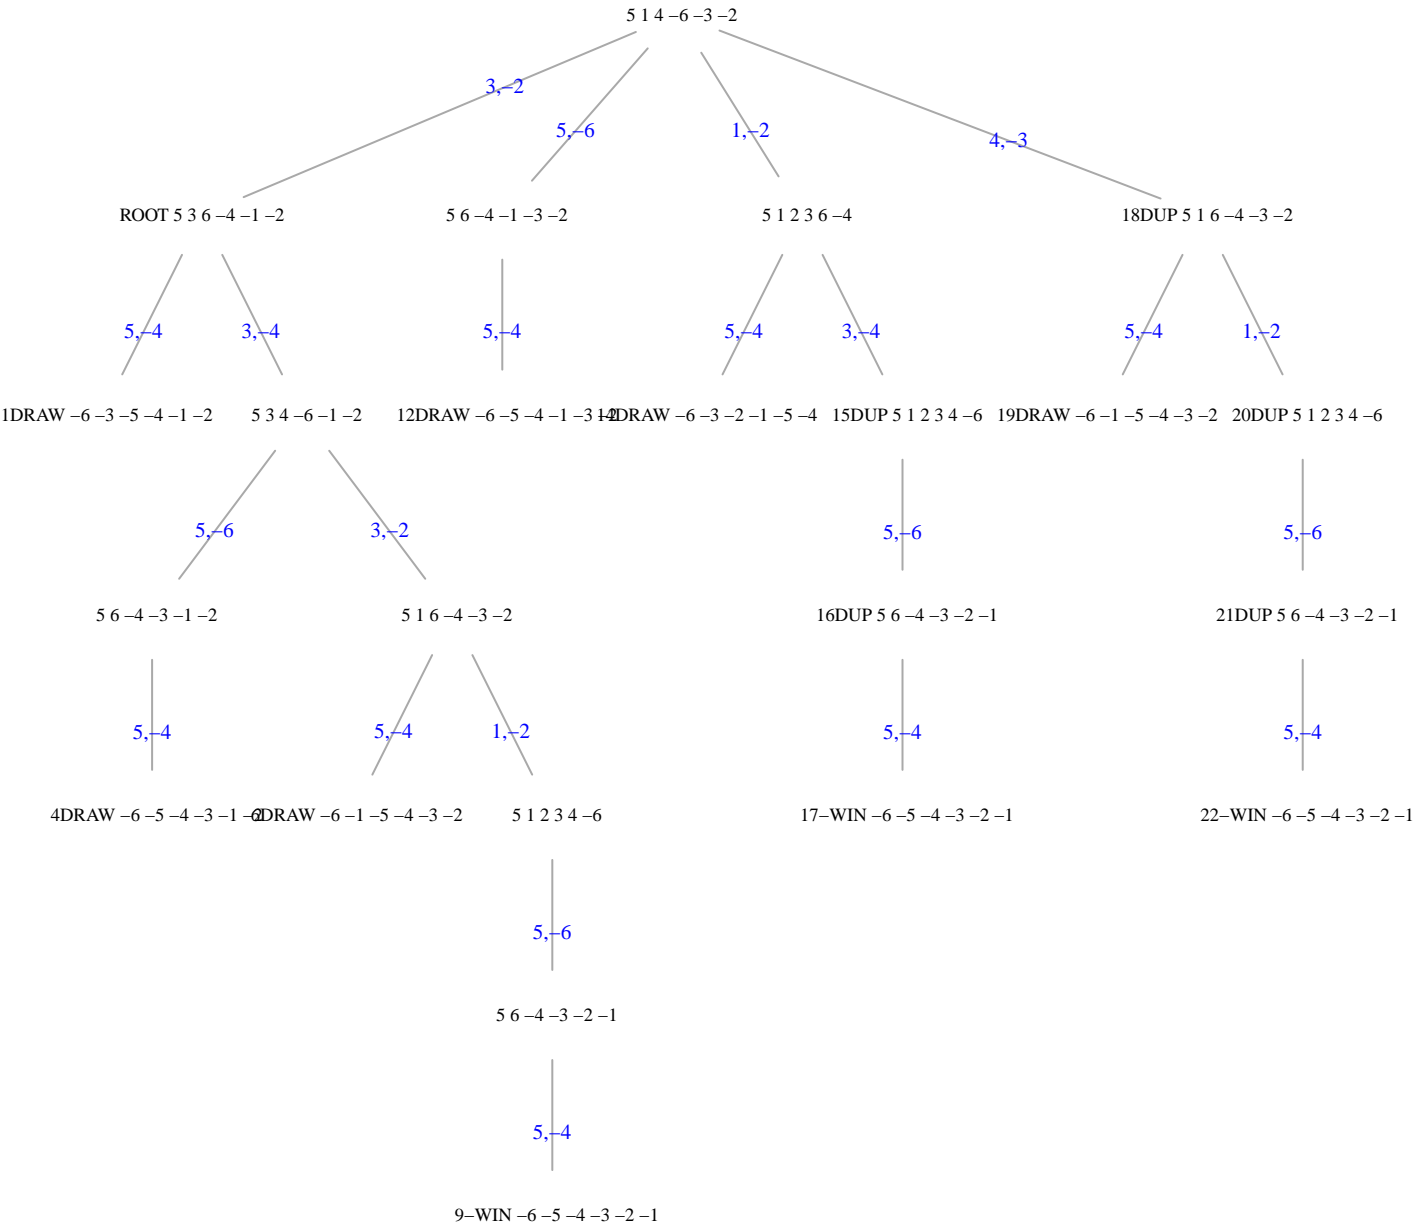 5 1 4 –6 –3 –2
3,–2
5,–6
1,–2
4,–3
ROOT 5 3 6 –4 –1 –2
5 6 –4 –1 –3 –2
5 1 2 3 6 –4
18DUP 5 1 6 –4 –3 –2
5,–4
3,–4
5,–4
5,–4
3,–4
5,–4
1,–2
1DRAW –6 –3 –5 –4 –1 –2
5 3 4 –6 –1 –2
12DRAW –6 –5 –4 –1 –3 –2
14DRAW –6 –3 –2 –1 –5 –4
15DUP 5 1 2 3 4 –6
19DRAW –6 –1 –5 –4 –3 –2
20DUP 5 1 2 3 4 –6
5,–6
3,–2
5,–6
5,–6
5 6 –4 –3 –1 –2
5 1 6 –4 –3 –2
16DUP 5 6 –4 –3 –2 –1
21DUP 5 6 –4 –3 –2 –1
5,–4
5,–4
1,–2
5,–4
5,–4
4DRAW –6 –5 –4 –3 –1 –2
6DRAW –6 –1 –5 –4 –3 –2
5 1 2 3 4 –6
17–WIN –6 –5 –4 –3 –2 –1
22–WIN –6 –5 –4 –3 –2 –1
5,–6
5 6 –4 –3 –2 –1
5,–4
9–WIN –6 –5 –4 –3 –2 –1